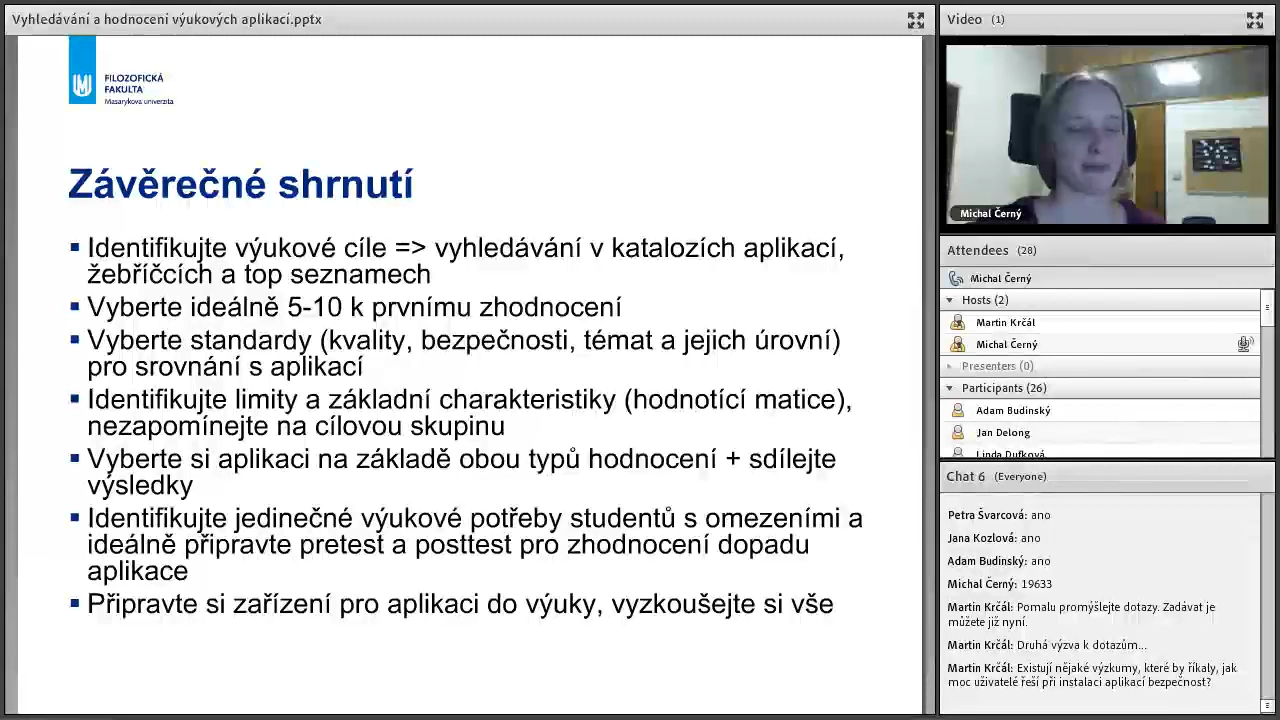 Vyhledávání a hodnocení výukových aplikací.pptx
FILOZOFICKÁ
FAKULTA
Masarykova univerzita
Závěrečné shrnutí
Identifikujte výukové cíle => vyhledávání v katalozích aplikací,
žebříčcích a top seznamech
Vyberte ideálně 5-10 k prvnímu zhodnocení
Vyberte standardy (kvality, bezpečnosti, témat a jejich úrovní)
pro srovnání s aplikací
Identifikujte limity a základní charakteristiky (hodnotící matice),
nezapomínejte na cílovou skupinu
Vyberte si aplikaci na základě obou typů hodnocení + sdílejte
výsledky
Identifikujte jedinečné výukové potřeby studentů s omezeními a
ideálně připravte pretest a posttest pro zhodnocení dopadu
aplikace
Připravte si zařízení pro aplikaci do výuky, vyzkoušejte si vše
Video (1)
Michal Černý
Attendees (28)
Michal Černý
Hosts (2)
Martin Krčál
Michal Černý
Presenters (0)
Participants (26)
Adam Budinský
Jan Delong
Linda Dufková
Chat 6 (Everyone)
Petra Švarcová: ano
Jana Kozlová: ano
Adam Budinský: ano
Michal Černý: 19633
Martin Krčál: Pomalu promýšlejte dotazy. Zadávat je
můžete již nyní.
Martin Krčál: Druhá výzva k dotazům...
Martin Krčál: Existují nějaké výzkumy, které by říkaly, jak
moc uživatelé řeší při instalaci aplikací bezpečnost?